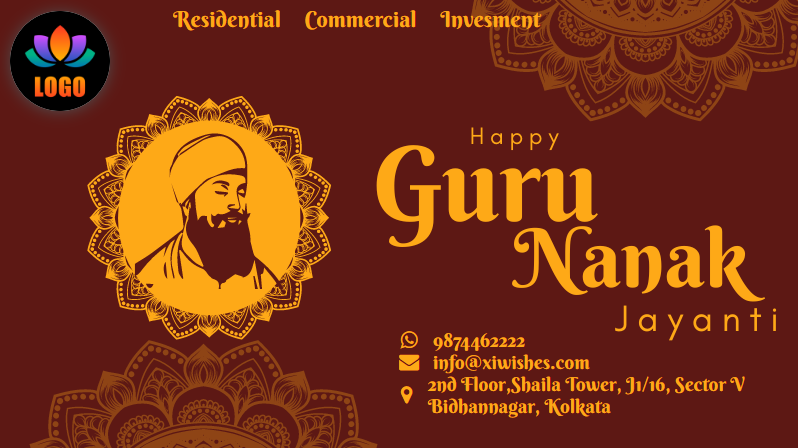 Residential Commercial Invesment
LOGO
Happy
Guru
Nanak
Jayanti
9874462222
info@xiwishes.com
2nd Floor,Shaila Tower, J1/16, Sector V
Bidhannagar, Kolkata